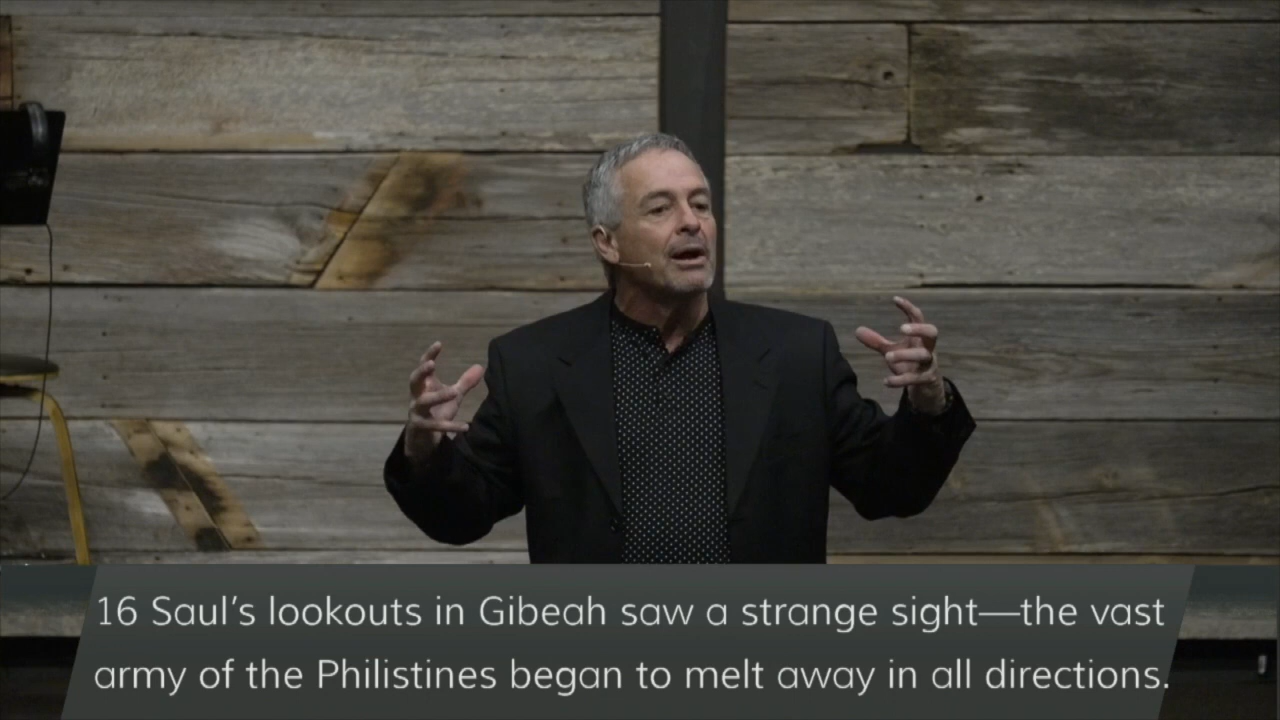 16 Saul’s lookouts in Gibeah saw a strange sight—the vast
army of the Philistines began to melt away in all directions.